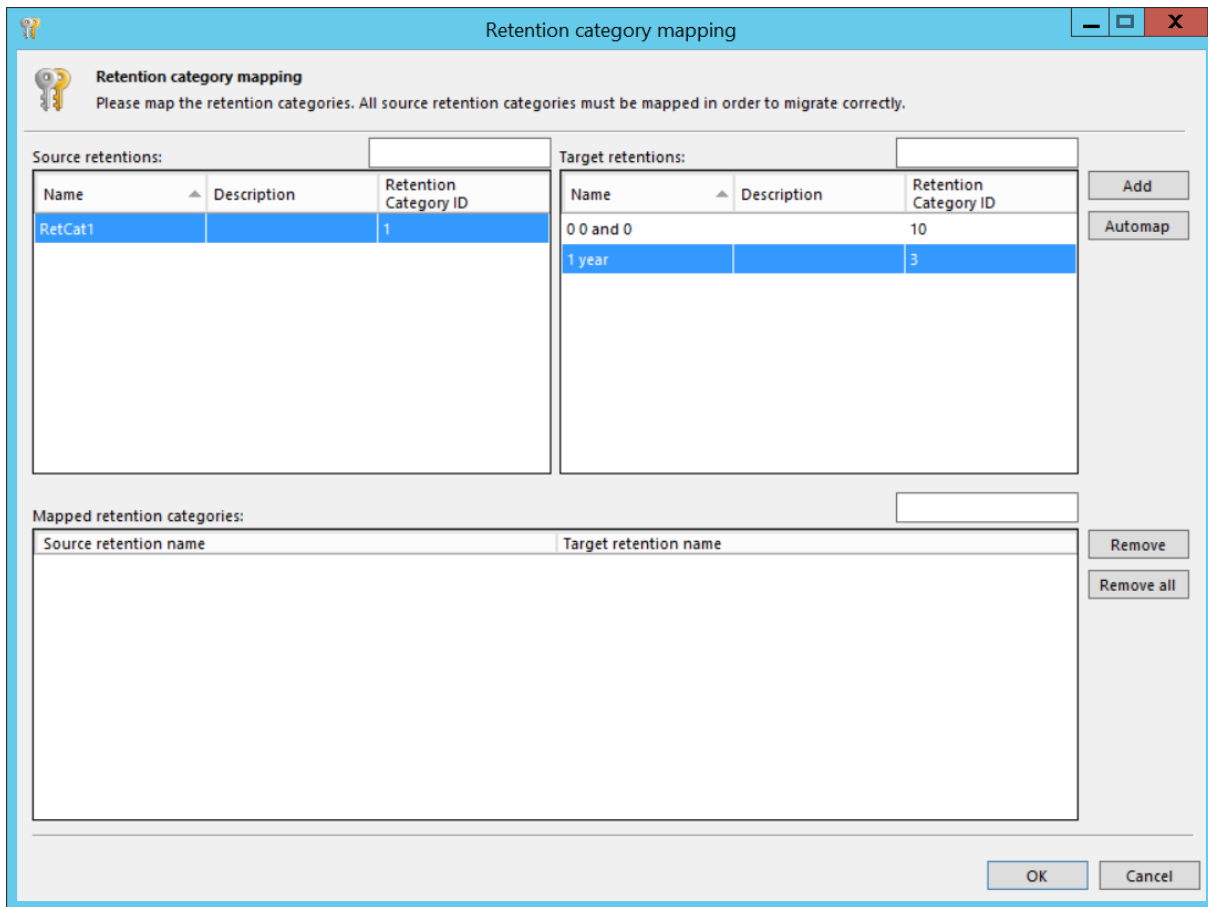 Retention category mapping
X
Retention category mapping
Please map the retention categories. All source retention categories must be mapped in order to migrate correctly.
Source retentions:
Target retentions:
Name Description Retention Category ID
RetCat1 1
Name Description Retention Category ID
0 0 and 0 10
1 year 3
Add
Automap
Mapped retention categories:
Source retention name Target retention name
Remove
Remove all
OK Cancel